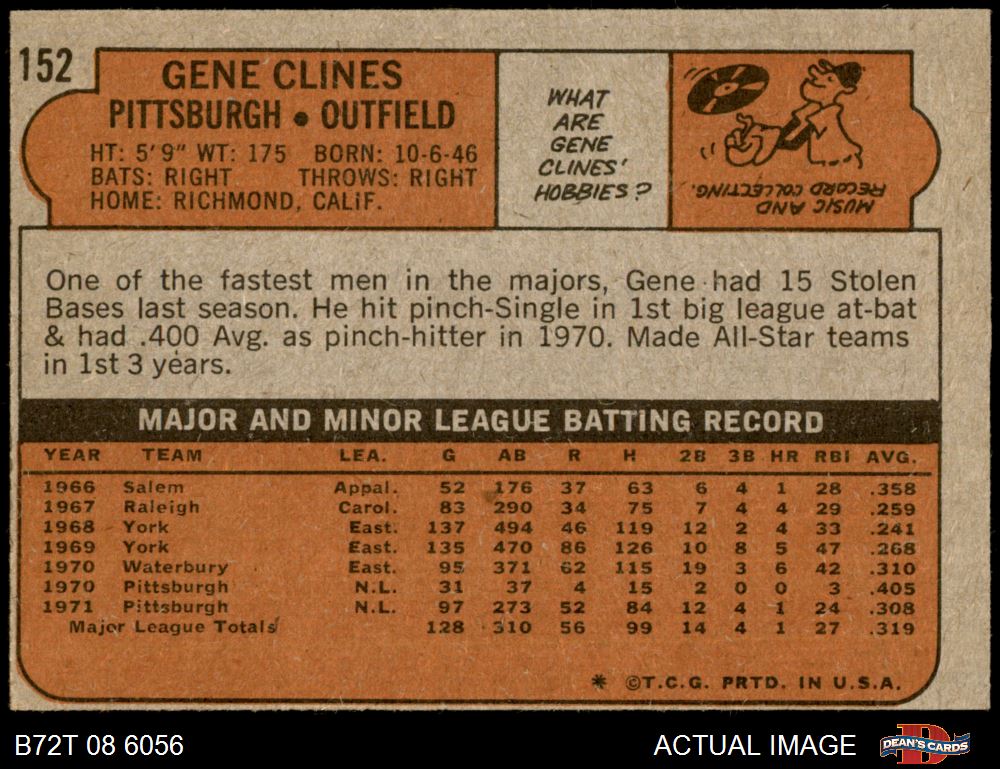 152
GENE CLINES
PITTSBURGH • OUTFIELD
HT: 5'9" WT: 175 BORN: 10-6-46
BATS: RIGHT THROWS: RIGHT
HOME: RICHMOND, CALIF.
WHAT
ARE
GENE
CLINES'
HOBBIES?
MUSIC AND
RECORD COLLECTING.
One of the fastest men in the majors, Gene had 15 Stolen
Bases last season. He hit pinch-Single in 1st big league at-bat
& had .400 Avg. as pinch-hitter in 1970. Made All-Star teams
in 1st 3 years.
MAJOR AND MINOR LEAGUE BATTING RECORD
YEAR TEAM LEA. G AB R H 2B 3B HR RBI AVG.
1966 Salem Appal. 52 176 37 63 6 4 1 28 .358
1967 Raleigh Carol. 83 290 34 75 7 4 4 29 .259
1968 York East. 137 494 46 119 12 2 4 33 .241
1969 York East. 135 470 86 126 10 8 5 47 .268
1970 Waterbury East. 95 371 62 115 19 3 6 42 .310
1970 Pittsburgh N.L. 31 37 4 15 2 0 0 3 .405
1971 Pittsburgh N.L. 97 273 52 84 12 4 1 24 .308
Major League Totals 128 310 56 99 14 4 1 27 .319
* ©T.C.G. PRTD. IN U.S.A.
B72T 08 6056
ACTUAL IMAGE
DEAN'S CARDS